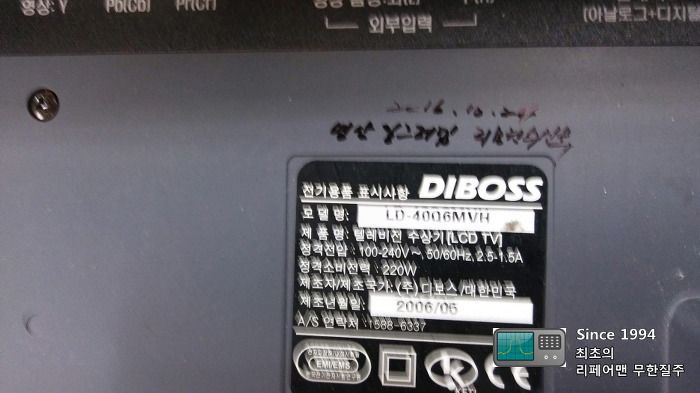 영상: Y Pb(Cb) Pr(Cr)
외부입력
(아날로그+디지
전기용품 표시사항 DIBOSS
모 델 명: LD-40Q6MVH
제 품 명: 텔레비전 수상기[LCD TV]
정격전압 : 100-240V~, 50/60Hz, 2.5-1.5A
정격소비전력 : 220W
제조자/제조국가: (주) 디보스/대한민국
제조년월일: 2006/05
A/S 연락처 :1588-6337
EMI/EMS
CE
Since 1994
최초의
리페어맨 무한질주